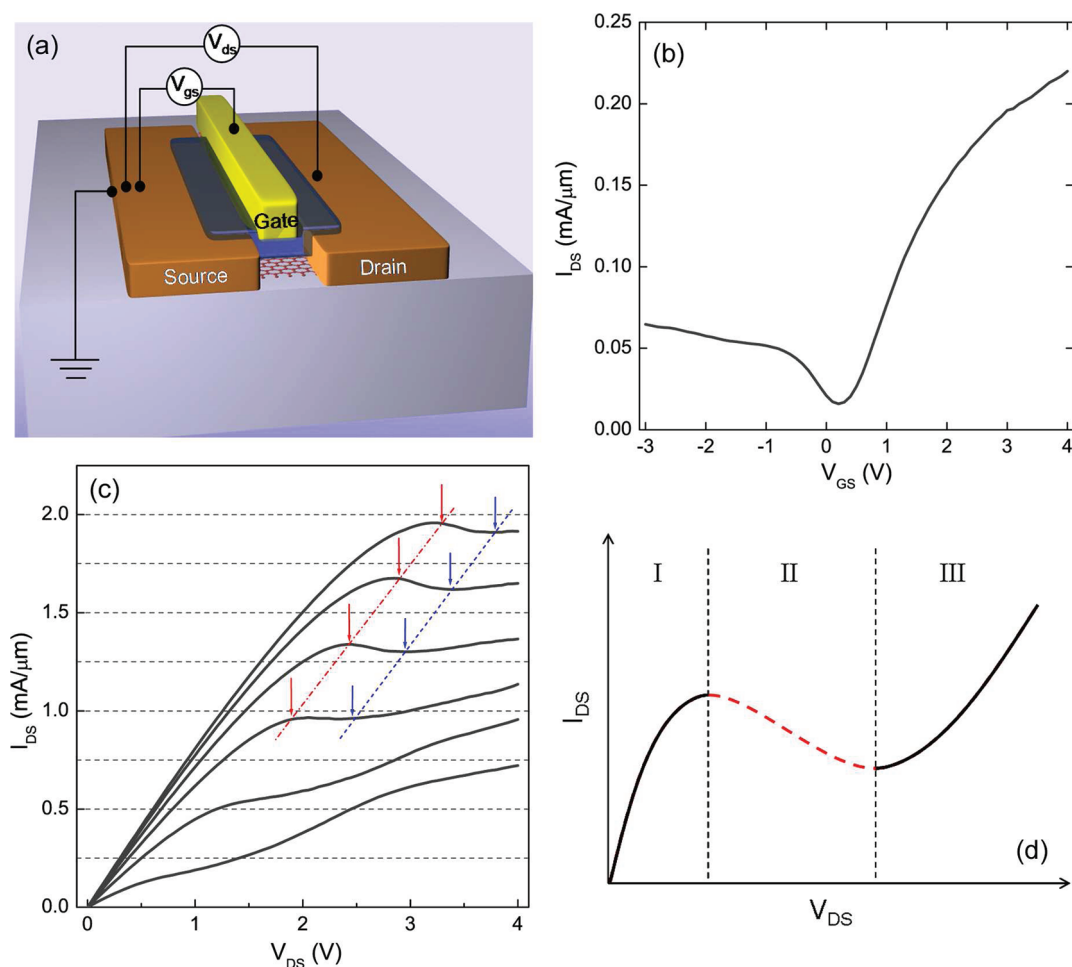 (a)
V_ds
V_gs
Gate
Source
Drain
(b)
0.25
0.20
0.15
0.10
0.05
0.00
I_DS (mA/μm)
-3 -2 -1 0 1 2 3 4
V_GS (V)
(c)
2.0
1.5
1.0
0.5
0.0
I_DS (mA/μm)
0 1 2 3 4
V_DS (V)
I II III
I_DS
(d)
V_DS